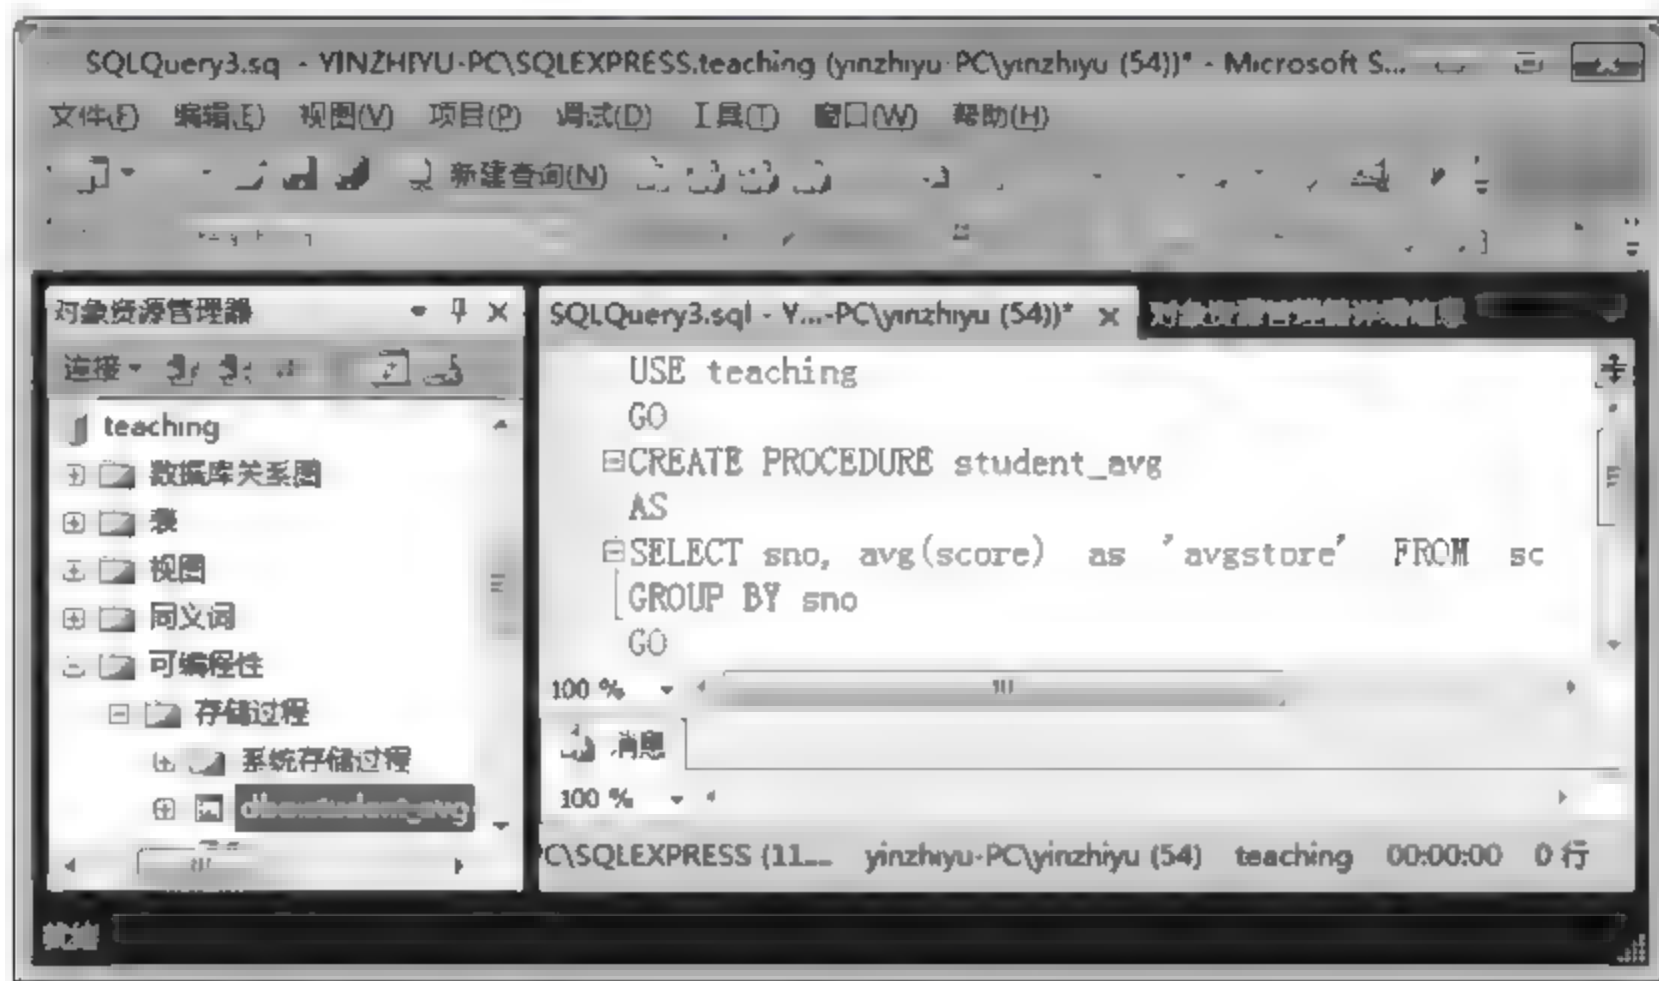 SQLQuery3.sq - YINZHIYU-PC\SQLEXPRESS.teaching (yinzhiyu-PC\yinzhiyu (54))* - Microsoft S...
文件(F) 编辑(E) 视图(V) 项目(P) 调试(D) 工具(T) 窗口(W) 帮助(H)
新建查询(N)
对象资源管理器
连接
teaching
数据库关系图
表
视图
同义词
可编程性
存储过程
系统存储过程
dbo.student_avg
SQLQuery3.sql - Y...-PC\yinzhiyu (54))*
USE teaching
GO
CREATE PROCEDURE student_avg
AS
SELECT sno, avg(score) as 'avgstore' FROM sc
GROUP BY sno
GO
100 %
消息
100 %
C\SQLEXPRESS (11... yinzhiyu-PC\yinzhiyu (54) teaching 00:00:00 0 行
就绪